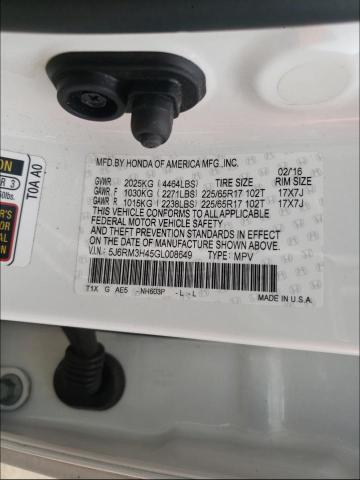 MFD.BY HONDA OF AMERICA MFG.,INC.
02/16
GVWR 2025KG ( 4464LBS) TIRE SIZE RIM SIZE
GAWR F 1030KG ( 2271LBS) 225/65R17 102T 17X7J
GAWR R 1015KG ( 2238LBS) 225/65R17 102T 17X7J
THIS VEHICLE CONFORMS TO ALL APPLICABLE
FEDERAL MOTOR VEHICLE SAFETY
AND THEFT PREVENTION STANDARDS IN EFFECT
ON THE DATE OF MANUFACTURE SHOWN ABOVE.
V.I.N.: 5J6RM3H45GL008649 TYPE: MPV
T1X G AE5 -NH603P -L -L
MADE IN U.S.A.
TOA A0
ON
R 3